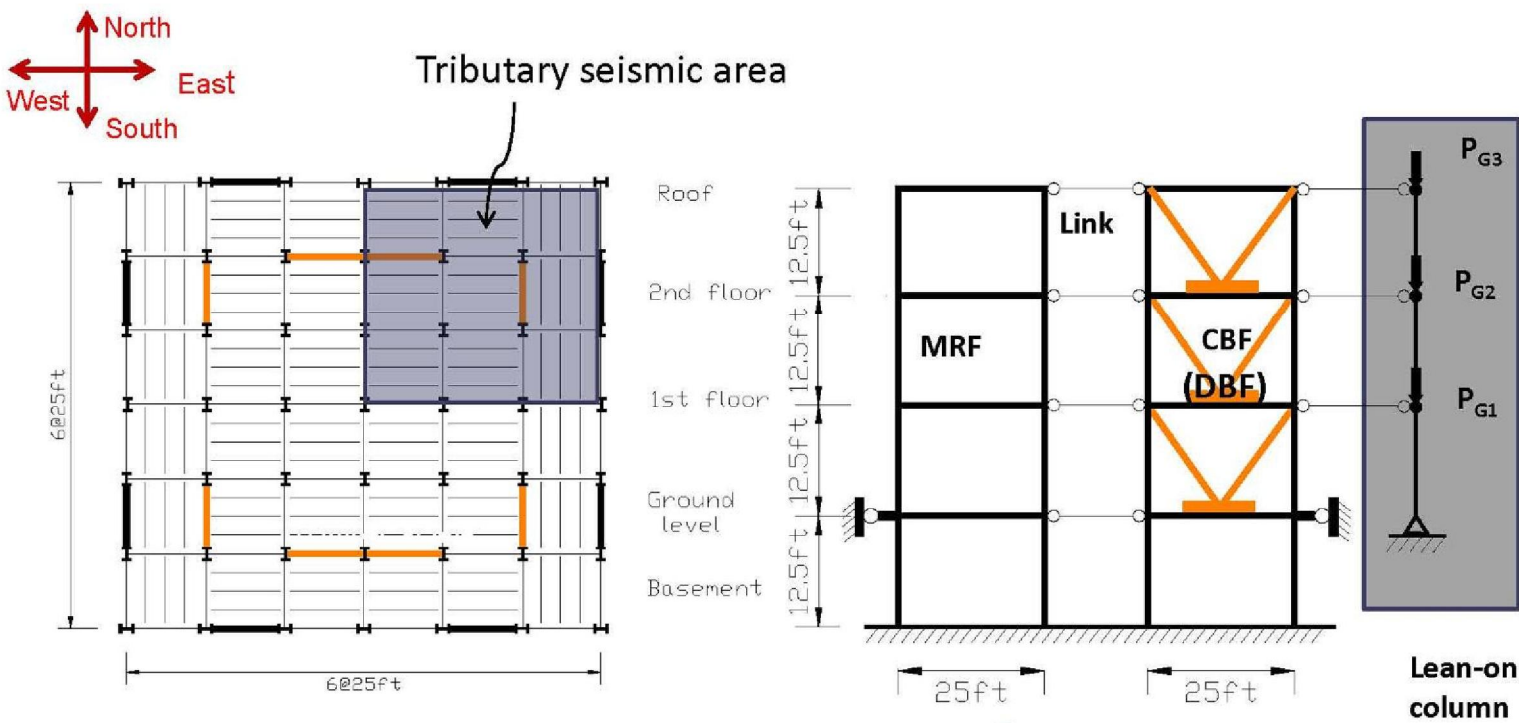 North
West
East
South
Tributary seismic area
6@25ft
6@25ft
Roof
2nd floor
1st floor
Ground
level
Basement
12.5ft
12.5ft
12.5ft
12.5ft
Link
MRF
CBF
(DBF)
25ft
25ft
PG3
PG2
PG1
Lean-on
column